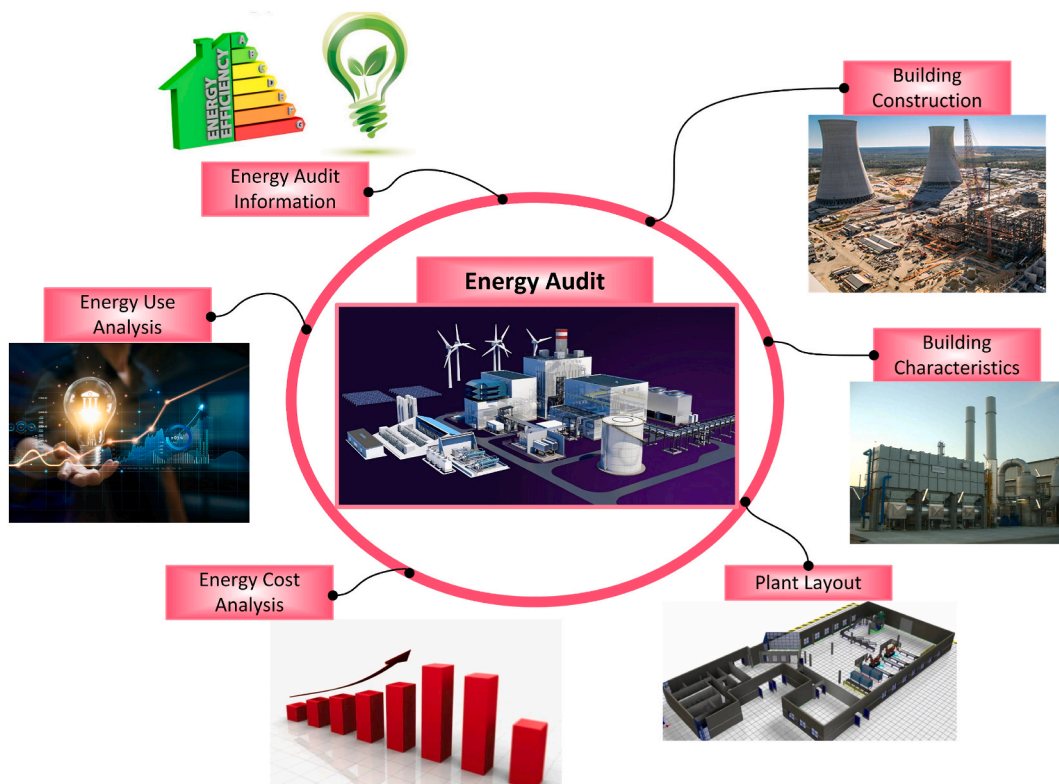 A
B
C
D
E
F
G
ENERGY
EFFICIENCY
Building
Construction
Energy Audit
Information
Energy Audit
Energy Use
Analysis
Building
Characteristics
Energy Cost
Analysis
Plant Layout